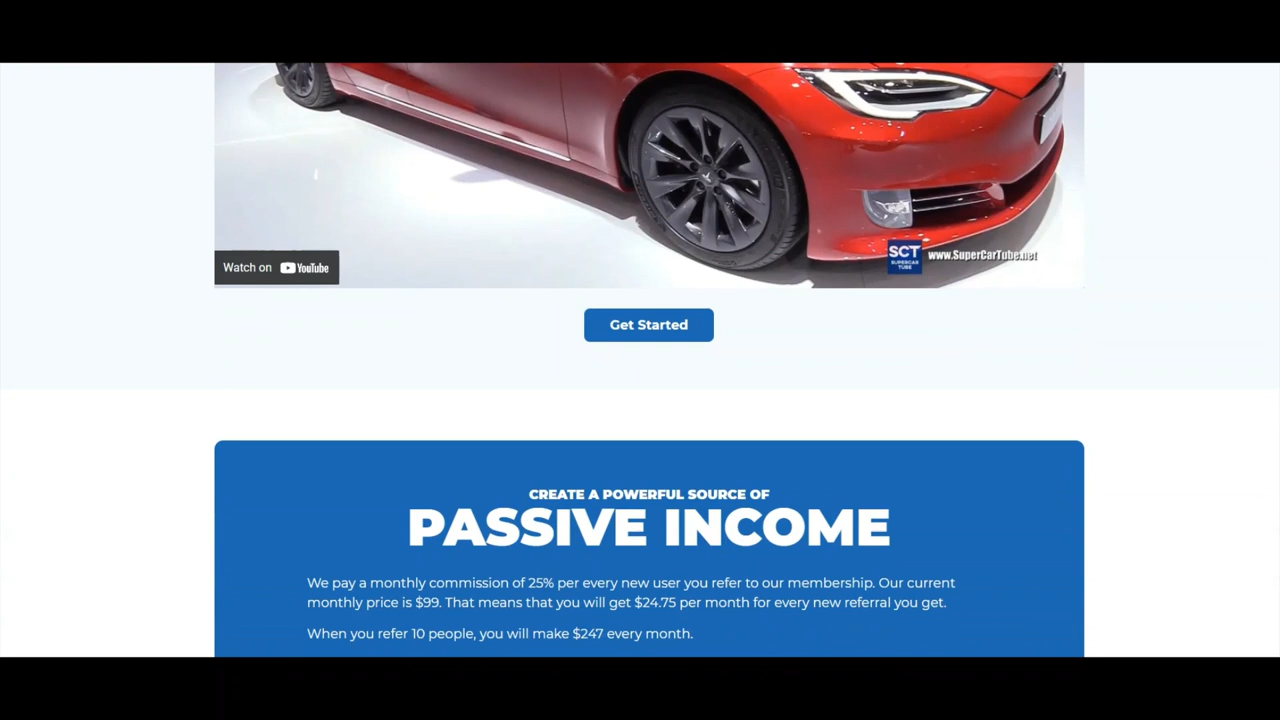 Watch on YouTube
SCT
SUPERCAR
TUBE
www.SuperCarTube.net
Get Started
CREATE A POWERFUL SOURCE OF
PASSIVE INCOME
We pay a monthly commission of 25% per every new user you refer to our membership. Our current
monthly price is $99. That means that you will get $24.75 per month for every new referral you get.
When you refer 10 people, you will make $247 every month.